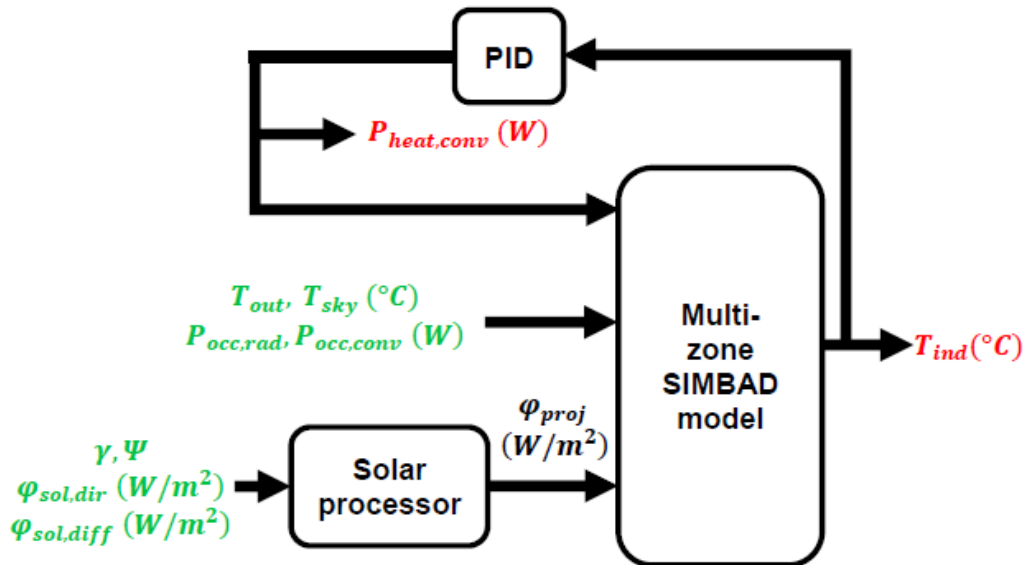 PID
P_heat,conv (W)
T_out, T_sky (°C)
P_occ,rad, P_occ,conv (W)
Multi-
zone
SIMBAD
model
T_ind(°C)
φ_proj
(W/m²)
γ, Ψ
φ_sol,dir (W/m²)
φ_sol,diff (W/m²)
Solar
processor